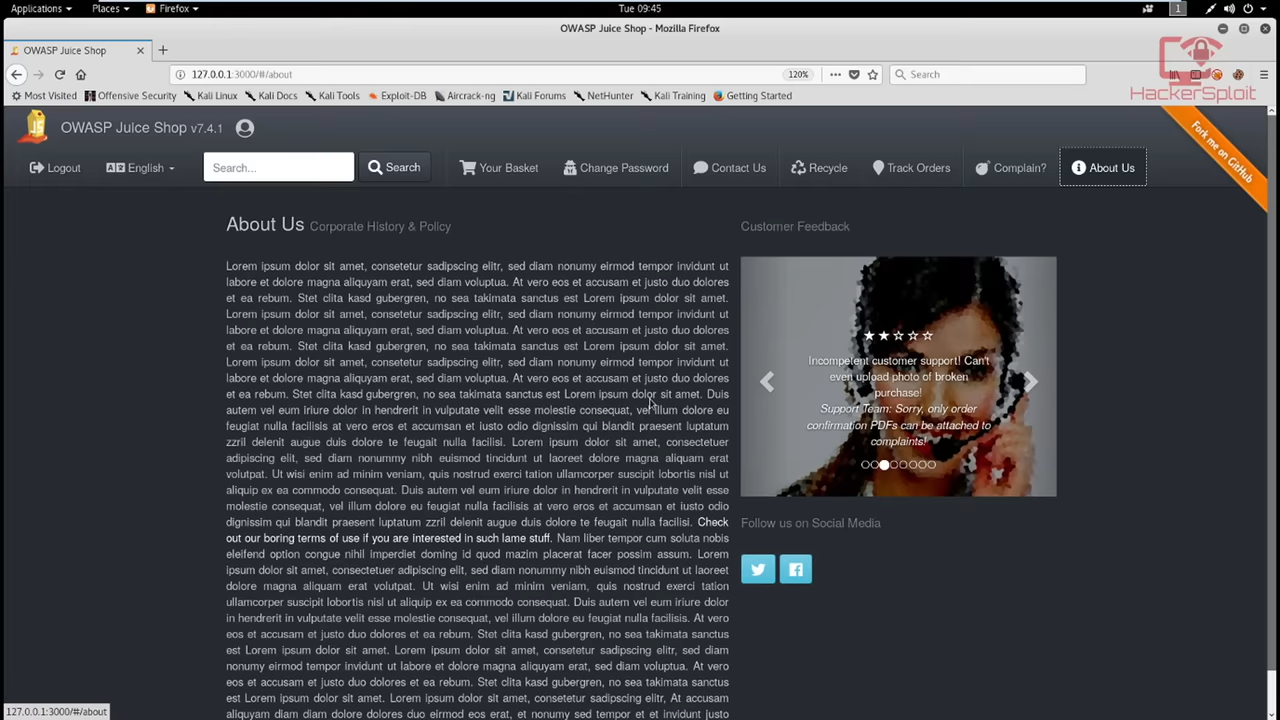 Applications Places Firefox Tue 09:45 1
OWASP Juice Shop - Mozilla Firefox
OWASP Juice Shop
127.0.0.1:3000/#/about 120% Search
Most Visited Offensive Security Kali Linux Kali Docs Kali Tools Exploit-DB Aircrack-ng Kali Forums NetHunter Kali Training Getting Started
HackerSploit
JS OWASP Juice Shop v7.4.1
Fork me on GitHub
Logout English Search... Search Your Basket Change Password Contact Us Recycle Track Orders Complain? About Us
About Us Corporate History & Policy
Lorem ipsum dolor sit amet, consetetur sadipscing elitr, sed diam nonumy eirmod tempor invidunt ut
labore et dolore magna aliquyam erat, sed diam voluptua. At vero eos et accusam et justo duo dolores
et ea rebum. Stet clita kasd gubergren, no sea takimata sanctus est Lorem ipsum dolor sit amet.
Lorem ipsum dolor sit amet, consetetur sadipscing elitr, sed diam nonumy eirmod tempor invidunt ut
labore et dolore magna aliquyam erat, sed diam voluptua. At vero eos et accusam et justo duo dolores
et ea rebum. Stet clita kasd gubergren, no sea takimata sanctus est Lorem ipsum dolor sit amet.
Lorem ipsum dolor sit amet, consetetur sadipscing elitr, sed diam nonumy eirmod tempor invidunt ut
labore et dolore magna aliquyam erat, sed diam voluptua. At vero eos et accusam et justo duo dolores
et ea rebum. Stet clita kasd gubergren, no sea takimata sanctus est Lorem ipsum dolor sit amet. Duis
autem vel eum iriure dolor in hendrerit in vulputate velit esse molestie consequat, vel illum dolore eu
feugiat nulla facilisis at vero eros et accumsan et iusto odio dignissim qui blandit praesent luptatum
zzril delenit augue duis dolore te feugait nulla facilisi. Lorem ipsum dolor sit amet, consectetuer
adipiscing elit, sed diam nonummy nibh euismod tincidunt ut laoreet dolore magna aliquam erat
volutpat. Ut wisi enim ad minim veniam, quis nostrud exerci tation ullamcorper suscipit lobortis nisl ut
aliquip ex ea commodo consequat. Duis autem vel eum iriure dolor in hendrerit in vulputate velit esse
molestie consequat, vel illum dolore eu feugiat nulla facilisis at vero eros et accumsan et iusto odio
dignissim qui blandit praesent luptatum zzril delenit augue duis dolore te feugait nulla facilisi. Check
out our boring terms of use if you are interested in such lame stuff. Nam liber tempor cum soluta nobis
eleifend option congue nihil imperdiet doming id quod mazim placerat facer possim assum. Lorem
ipsum dolor sit amet, consectetuer adipiscing elit, sed diam nonummy nibh euismod tincidunt ut laoreet
dolore magna aliquam erat volutpat. Ut wisi enim ad minim veniam, quis nostrud exerci tation
ullamcorper suscipit lobortis nisl ut aliquip ex ea commodo consequat. Duis autem vel eum iriure dolor
in hendrerit in vulputate velit esse molestie consequat, vel illum dolore eu feugiat nulla facilisis. At vero
eos et accusam et justo duo dolores et ea rebum. Stet clita kasd gubergren, no sea takimata sanctus
est Lorem ipsum dolor sit amet. Lorem ipsum dolor sit amet, consetetur sadipscing elitr, sed diam
nonumy eirmod tempor invidunt ut labore et dolore magna aliquyam erat, sed diam voluptua. At vero
eos et accusam et justo duo dolores et ea rebum. Stet clita kasd gubergren, no sea takimata sanctus
est Lorem ipsum dolor sit amet. Lorem ipsum dolor sit amet, consetetur sadipscing elitr, At accusam
aliquyam diam diam dolore dolores duo eirmod eos erat, et nonumy sed tempor et et invidunt justo
Customer Feedback
Incompetent customer support! Can't
even upload photo of broken
purchase!
Support Team: Sorry, only order
confirmation PDFs can be attached to
complaints!
Follow us on Social Media
127.0.0.1:3000/#/about